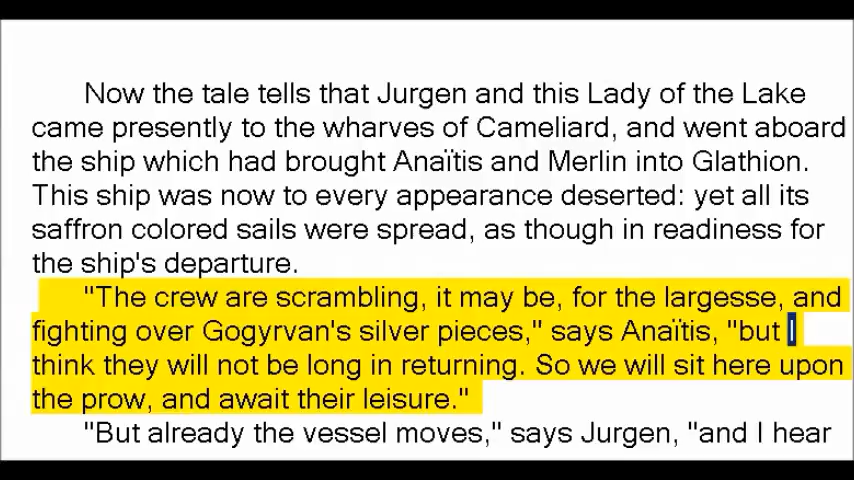 Now the tale tells that Jurgen and this Lady of the Lake
came presently to the wharves of Cameliard, and went aboard
the ship which had brought Anaïtis and Merlin into Glathion.
This ship was now to every appearance deserted: yet all its
saffron colored sails were spread, as though in readiness for
the ship's departure.
"The crew are scrambling, it may be, for the largesse, and
fighting over Gogyrvan's silver pieces," says Anaïtis, "but I
think they will not be long in returning. So we will sit here upon
the prow, and await their leisure."
"But already the vessel moves," says Jurgen, "and I hear